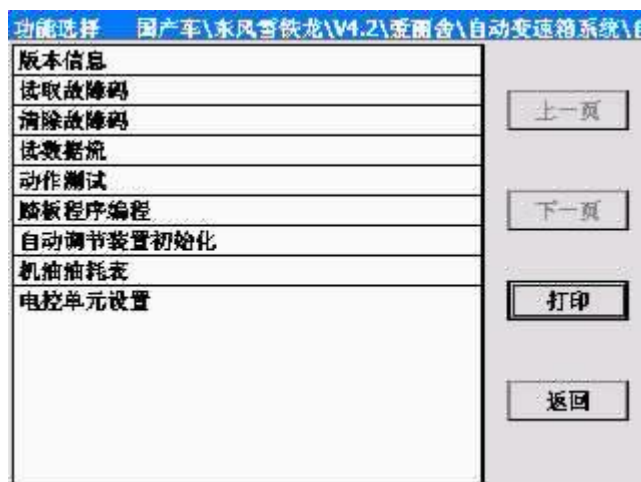 功能选择 国产车\东风雪铁龙\V4.2\爱丽舍\自动变速箱系统\自
版本信息
读取故障码
清除故障码
读数据流
动作测试
踏板程序编程
自动调节装置初始化
机油油耗表
电控单元设置
上一页
下一页
打印
返回